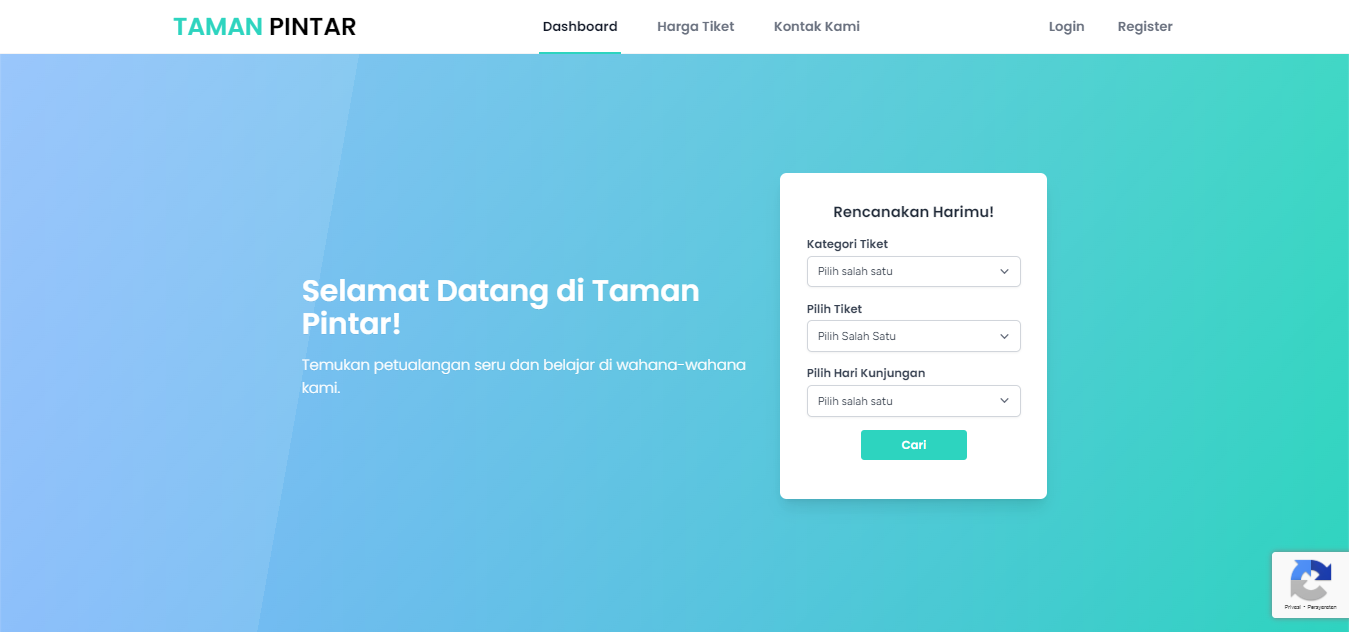 TAMAN PINTAR
Dashboard
Harga Tiket
Kontak Kami
Login
Register
Selamat Datang di Taman
Pintar!
Temukan petualangan seru dan belajar di wahana-wahana
kami.
Rencanakan Harimu!
Kategori Tiket
Pilih salah satu
Pilih Tiket
Pilih Salah Satu
Pilih Hari Kunjungan
Pilih salah satu
Cari
Privasi - Persyaratan